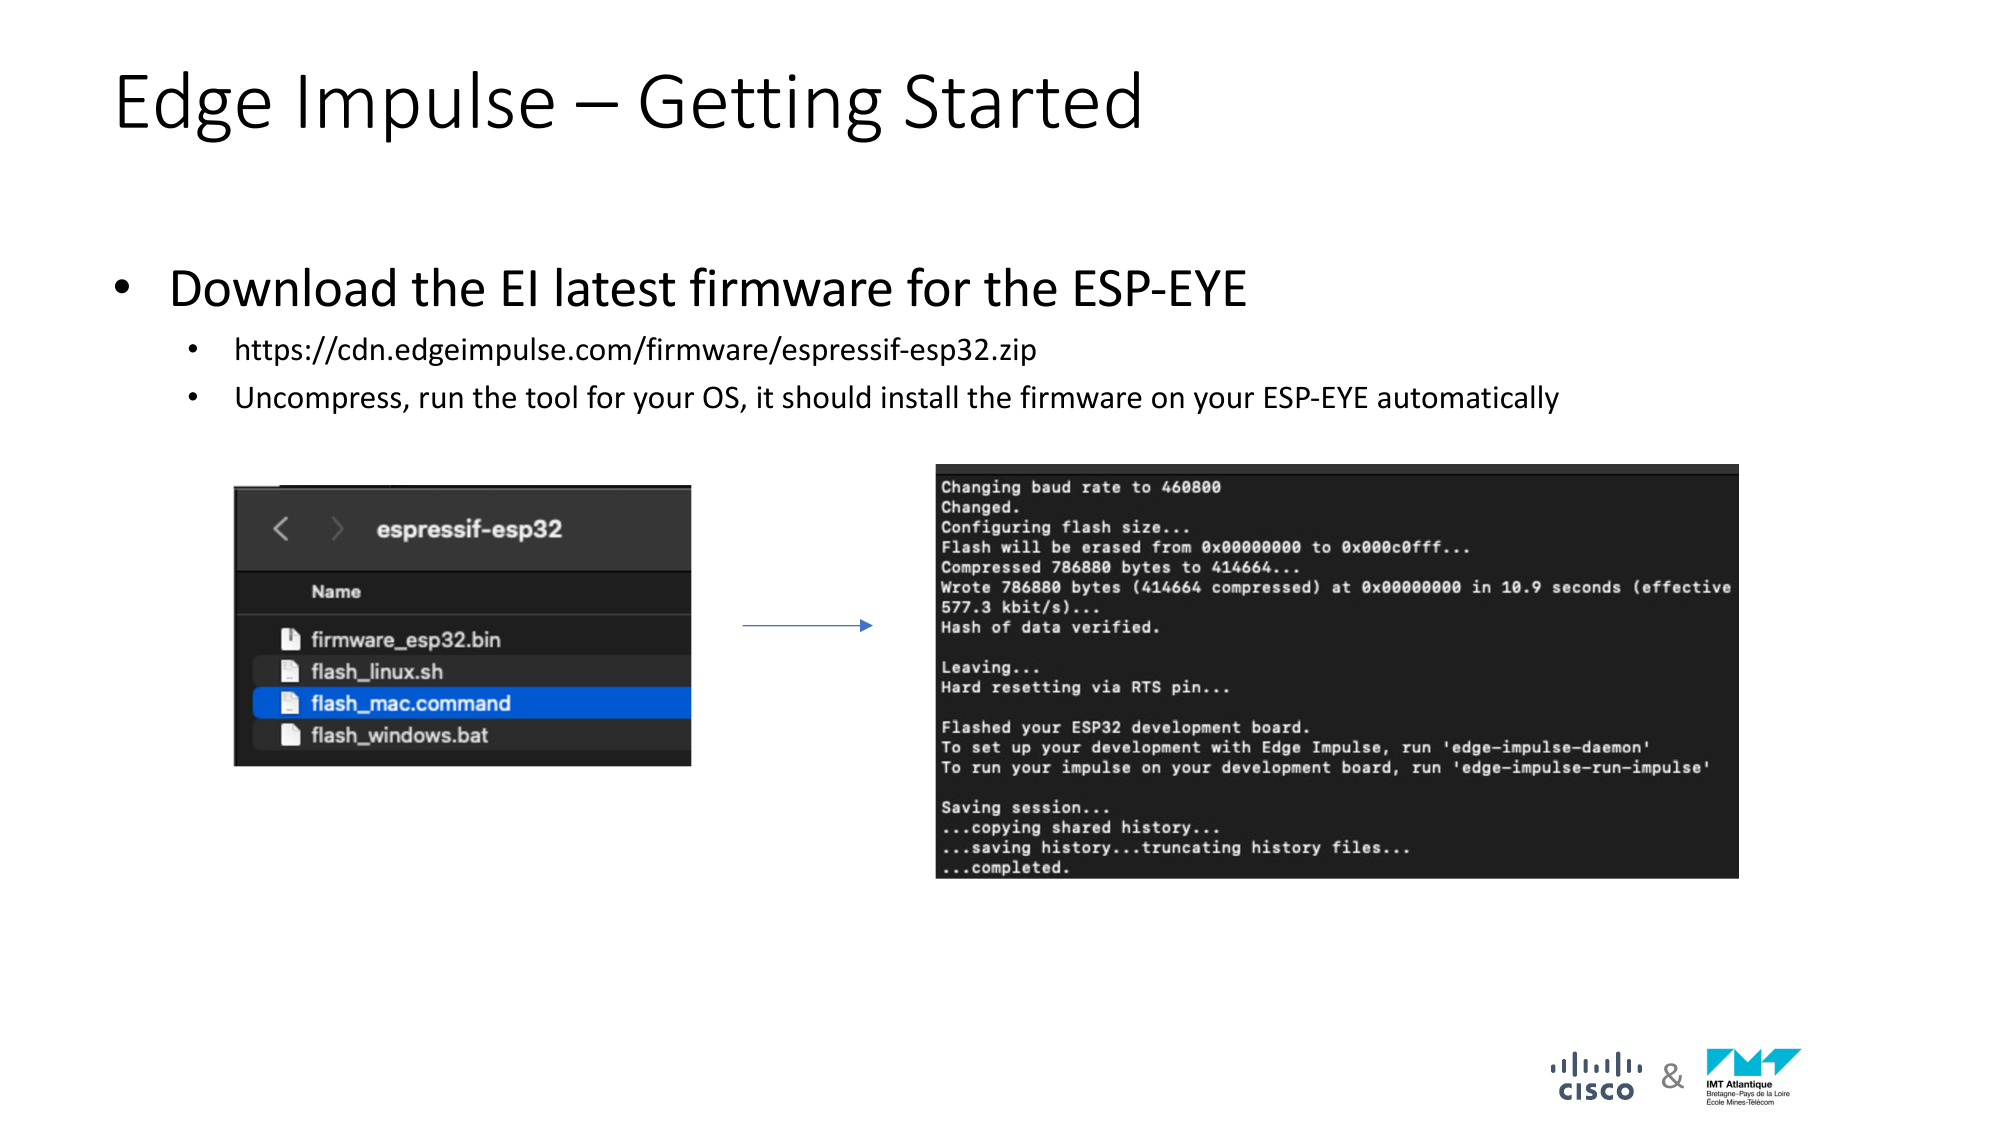 Edge Impulse – Getting Started
• Download the EI latest firmware for the ESP-EYE
• https://cdn.edgeimpulse.com/firmware/espressif-esp32.zip
• Uncompress, run the tool for your OS, it should install the firmware on your ESP-EYE automatically
espressif-esp32
Name
firmware_esp32.bin
flash_linux.sh
flash_mac.command
flash_windows.bat
Changing baud rate to 460800
Changed.
Configuring flash size...
Flash will be erased from 0x00000000 to 0x000c0fff...
Compressed 786880 bytes to 414664...
Wrote 786880 bytes (414664 compressed) at 0x00000000 in 10.9 seconds (effective
577.3 kbit/s)...
Hash of data verified.
Leaving...
Hard resetting via RTS pin...
Flashed your ESP32 development board.
To set up your development with Edge Impulse, run 'edge-impulse-daemon'
To run your impulse on your development board, run 'edge-impulse-run-impulse'
Saving session...
...copying shared history...
...saving history...truncating history files...
...completed.
CISCO & IMT Atlantique
Bretagne-Pays de la Loire
École Mines-Télécom